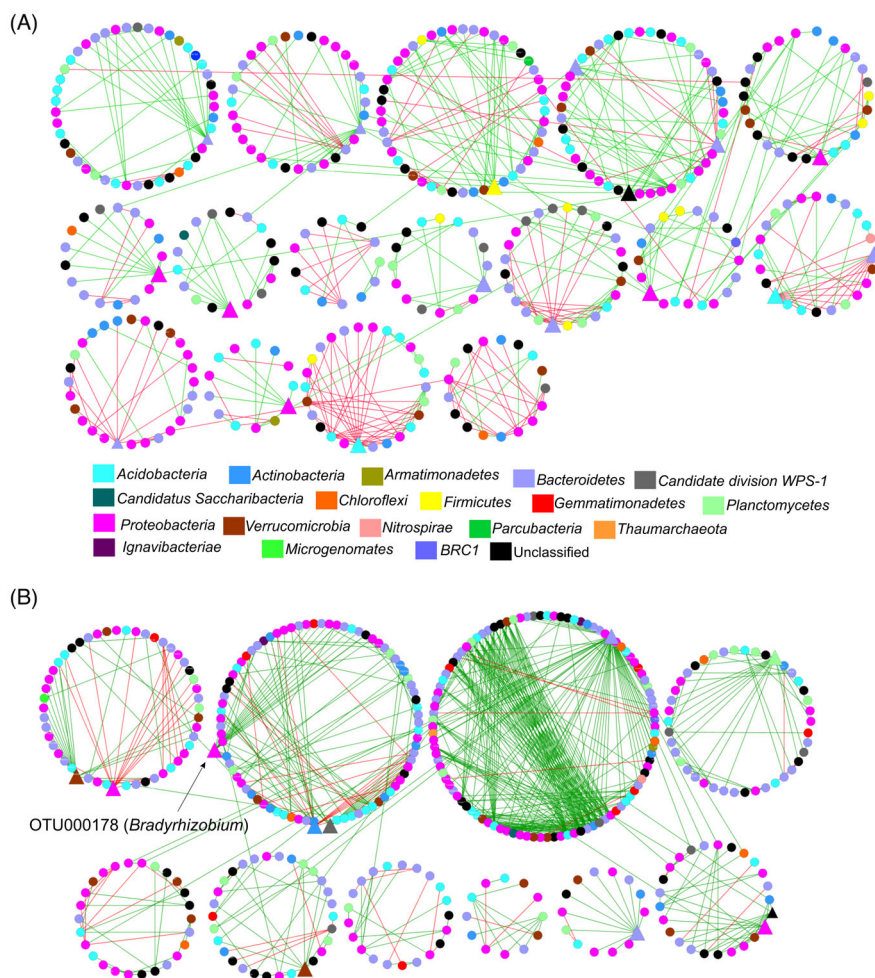 (A)
Acidobacteria Actinobacteria Armatimonadetes Bacteroidetes Candidate division WPS-1
Candidatus Saccharibacteria Chloroflexi Firmicutes Gemmatimonadetes Planctomycetes
Proteobacteria Verrucomicrobia Nitrospirae Parcubacteria Thaumarchaeota
Ignavibacteriae Microgenomates BRC1 Unclassified
(B)
OTU000178 (Bradyrhizobium)